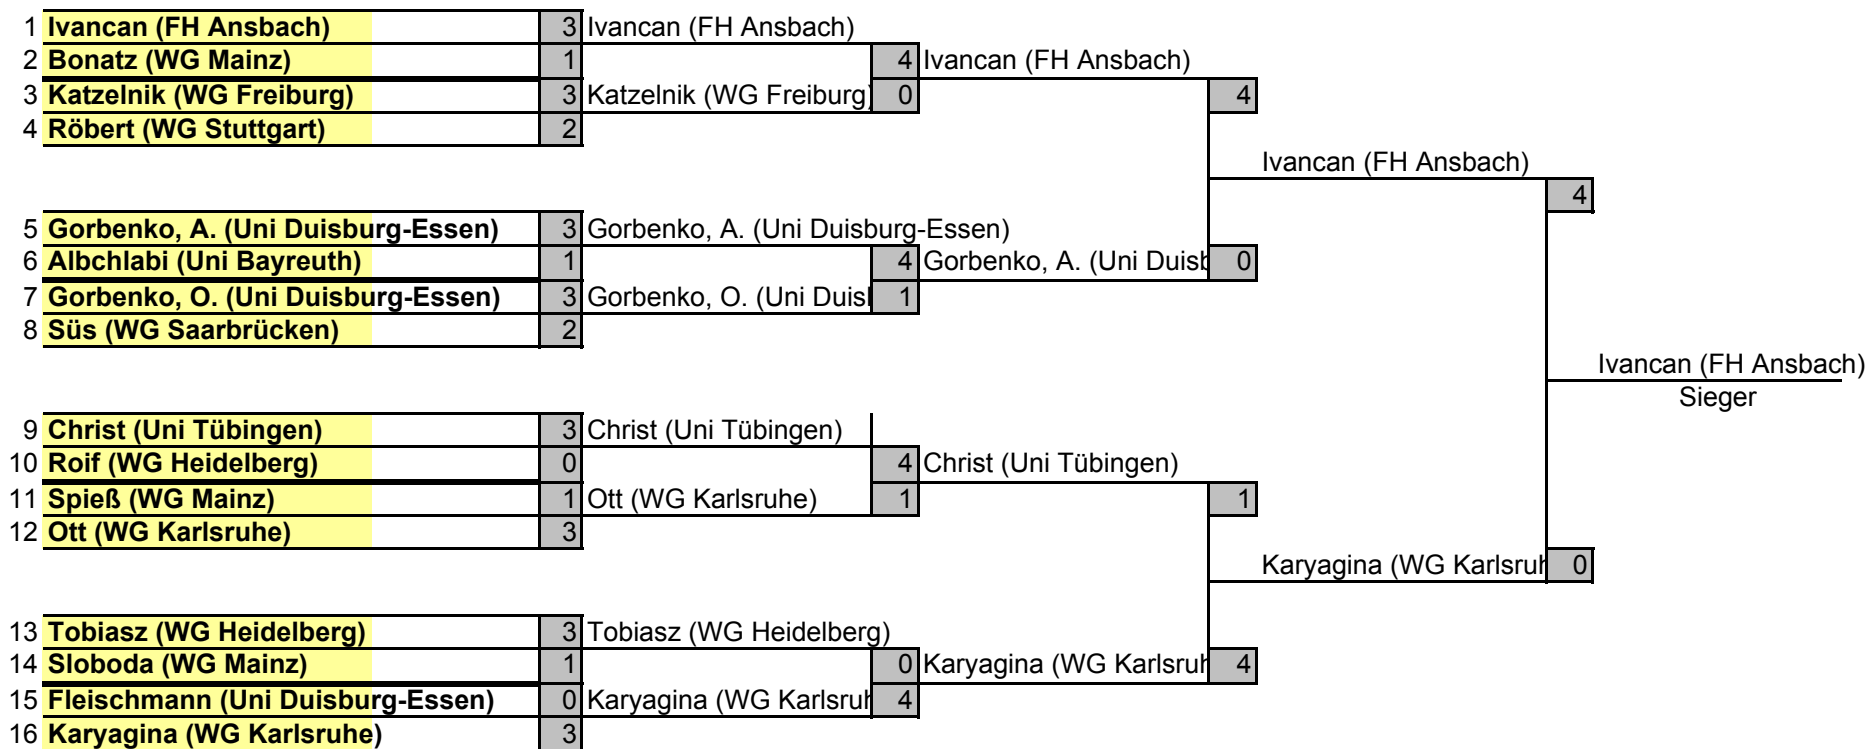 1 Ivancan (FH Ansbach) 3 Ivancan (FH Ansbach)
2 Bonatz (WG Mainz) 1 4 Ivancan (FH Ansbach)
3 Katzelnik (WG Freiburg) 3 Katzelnik (WG Freiburg) 0 4
4 Röbert (WG Stuttgart) 2
Ivancan (FH Ansbach)
4
5 Gorbenko, A. (Uni Duisburg-Essen) 3 Gorbenko, A. (Uni Duisburg-Essen)
6 Albchlabi (Uni Bayreuth) 1 4 Gorbenko, A. (Uni Duisb 0
7 Gorbenko, O. (Uni Duisburg-Essen) 3 Gorbenko, O. (Uni Duisl 1
8 Süs (WG Saarbrücken) 2
Ivancan (FH Ansbach)
Sieger
9 Christ (Uni Tübingen) 3 Christ (Uni Tübingen)
10 Roif (WG Heidelberg) 0 4 Christ (Uni Tübingen)
11 Spieß (WG Mainz) 1 Ott (WG Karlsruhe) 1 1
12 Ott (WG Karlsruhe) 3
Karyagina (WG Karlsruh 0
13 Tobiasz (WG Heidelberg) 3 Tobiasz (WG Heidelberg)
14 Sloboda (WG Mainz) 1 0 Karyagina (WG Karlsruh 4
15 Fleischmann (Uni Duisburg-Essen) 0 Karyagina (WG Karlsruh 4
16 Karyagina (WG Karlsruhe) 3